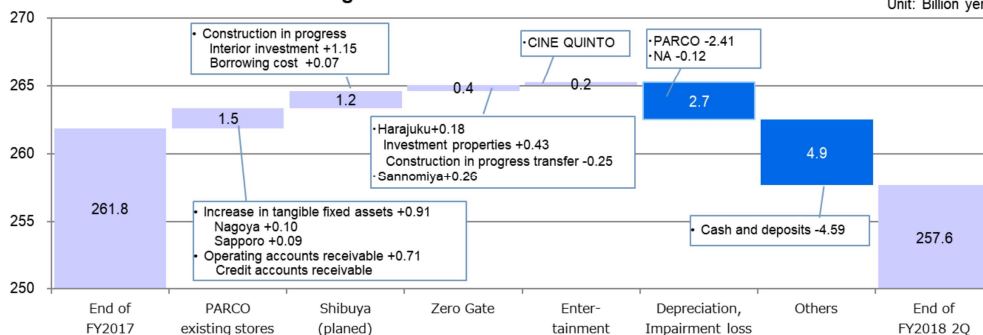 Unit: Billion yen
270
265
260
255
250
• Construction in progress
Interior investment +1.15
Borrowing cost +0.07
・CINE QUINTO
・PARCO -2.41
・NA -0.12
261.8
1.5
1.2
0.4
0.2
2.7
4.9
257.6
・Harajuku+0.18
Investment properties +0.43
Construction in progress transfer -0.25
・Sannomiya+0.26
• Increase in tangible fixed assets +0.91
Nagoya +0.10
Sapporo +0.09
• Operating accounts receivable +0.71
Credit accounts receivable
• Cash and deposits -4.59
End of
FY2017
PARCO
existing stores
Shibuya
(planed)
Zero Gate
Enter-
tainment
Depreciation,
Impairment loss
Others
End of
FY2018 2Q